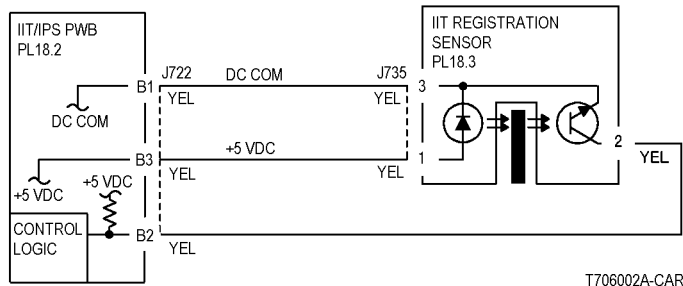 IIT/IPS PWB
PL18.2
IIT REGISTRATION
SENSOR
PL18.3
B1
J722
DC COM
J735
3
YEL
YEL
DC COM
2
YEL
B3
+5 VDC
1
YEL
YEL
+5 VDC
+5 VDC
CONTROL
LOGIC
B2
YEL
T706002A-CAR